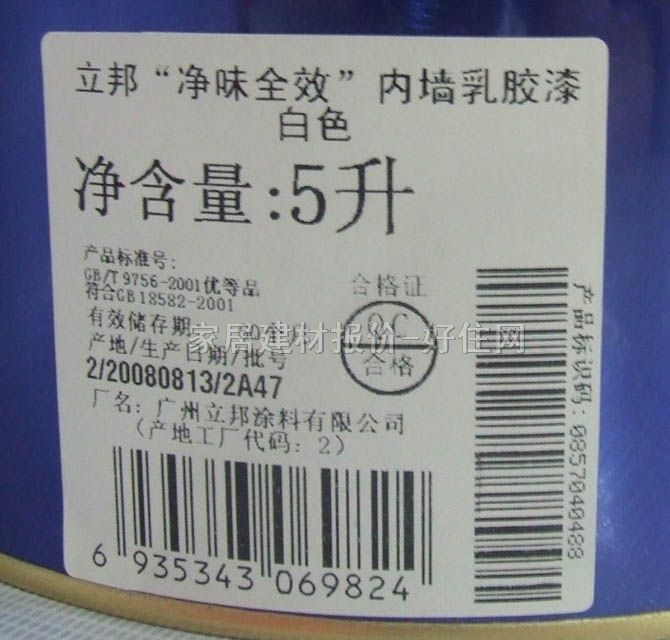 立邦“净味全效”内墙乳胶漆
白色
净含量:5升
产品标准号:
GB/T 9756-2001优等品
符合GB 18582-2001
有效储存期:
产地/生产日期/批号
2/20080813/2A47
厂名:广州立邦涂料有限公司
(产地工厂代码:2)
合格证
QC
合格
6 935343 069824
产品标识码:0857040488
家居建材报价-好住网